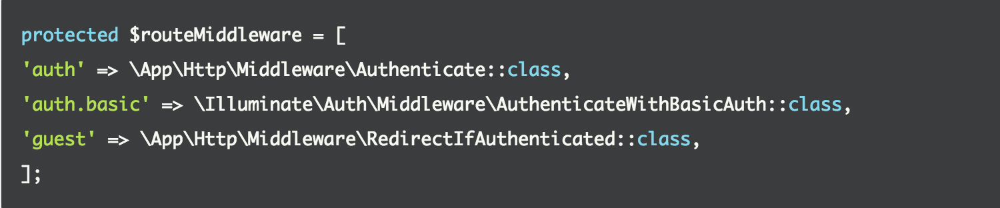 protected $routeMiddleware = [
'auth' => \App\Http\Middleware\Authenticate::class,
'auth.basic' => \Illuminate\Auth\Middleware\AuthenticateWithBasicAuth::class,
'guest' => \App\Http\Middleware\RedirectIfAuthenticated::class,
];